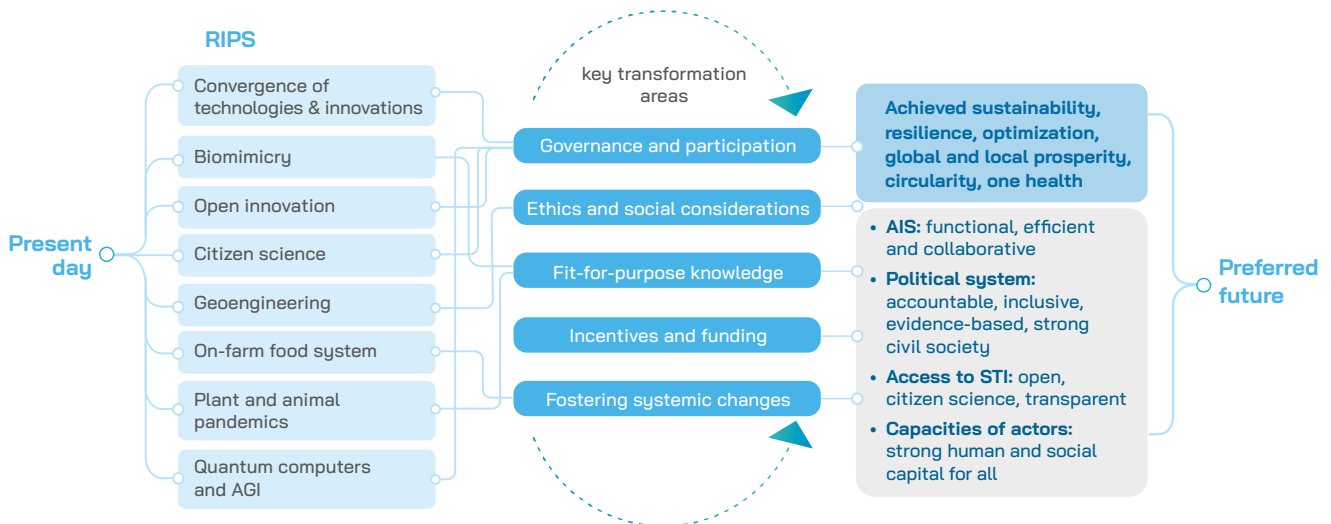 RIPS
Present
day
Convergence of
technologies & innovations
Biomimicry
Open innovation
Citizen science
Geoengineering
On-farm food system
Plant and animal
pandemics
Quantum computers
and AGI
key transformation
areas
Governance and participation
Ethics and social considerations
Fit-for-purpose knowledge
Incentives and funding
Fostering systemic changes
Achieved sustainability,
resilience, optimization,
global and local prosperity,
circularity, one health
• AIS: functional, efficient
and collaborative
• Political system:
accountable, inclusive,
evidence-based, strong
civil society
• Access to STI: open,
citizen science, transparent
• Capacities of actors:
strong human and social
capital for all
Preferred
future